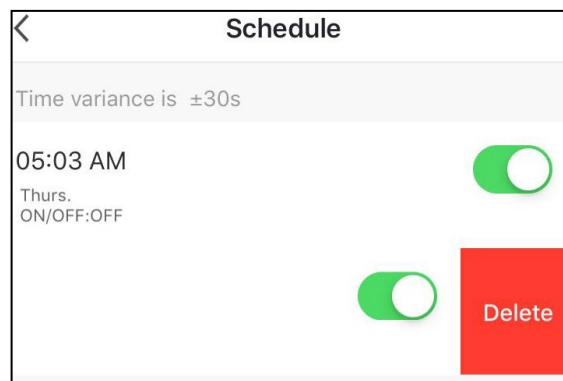 Schedule
Time variance is ±30s
05:03 AM
Thurs.
ON/OFF:OFF
Delete